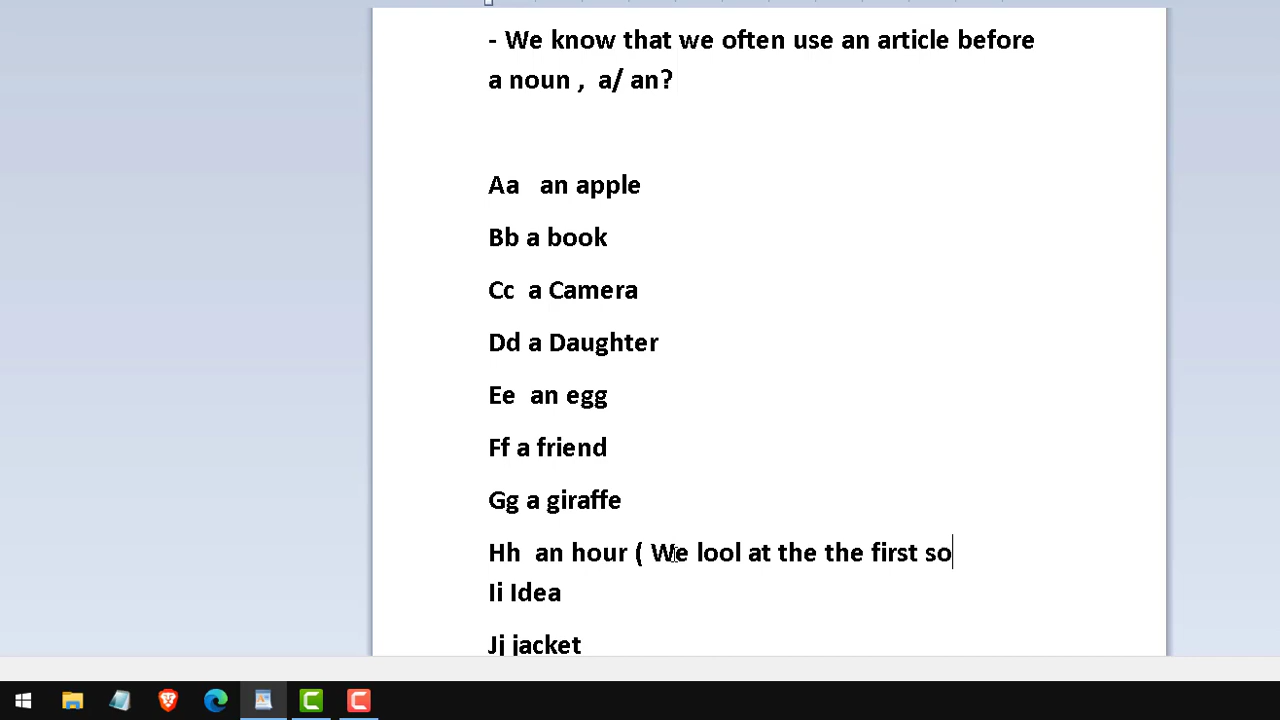 - We know that we often use an article before
a noun ,  a/ an?
Aa   an apple
Bb a book
Cc  a Camera
Dd a Daughter
Ee  an egg
Ff a friend
Gg a giraffe
Hh  an hour ( We lool at the the first so
Ii Idea
Jj jacket